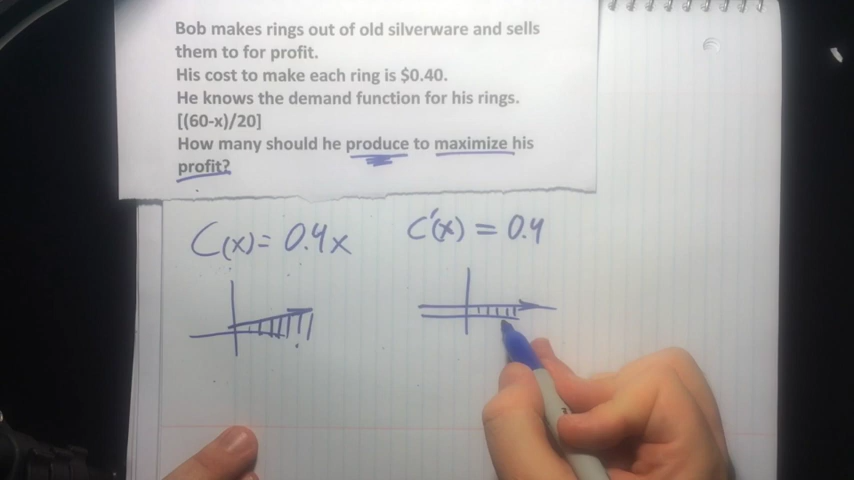 Bob makes rings out of old silverware and sells
them to for profit.
His cost to make each ring is $0.40.
He knows the demand function for his rings.
[(60-x)/20]
How many should he produce to maximize his
profit?
C(x) = 0.4x
C'(x) = 0.4